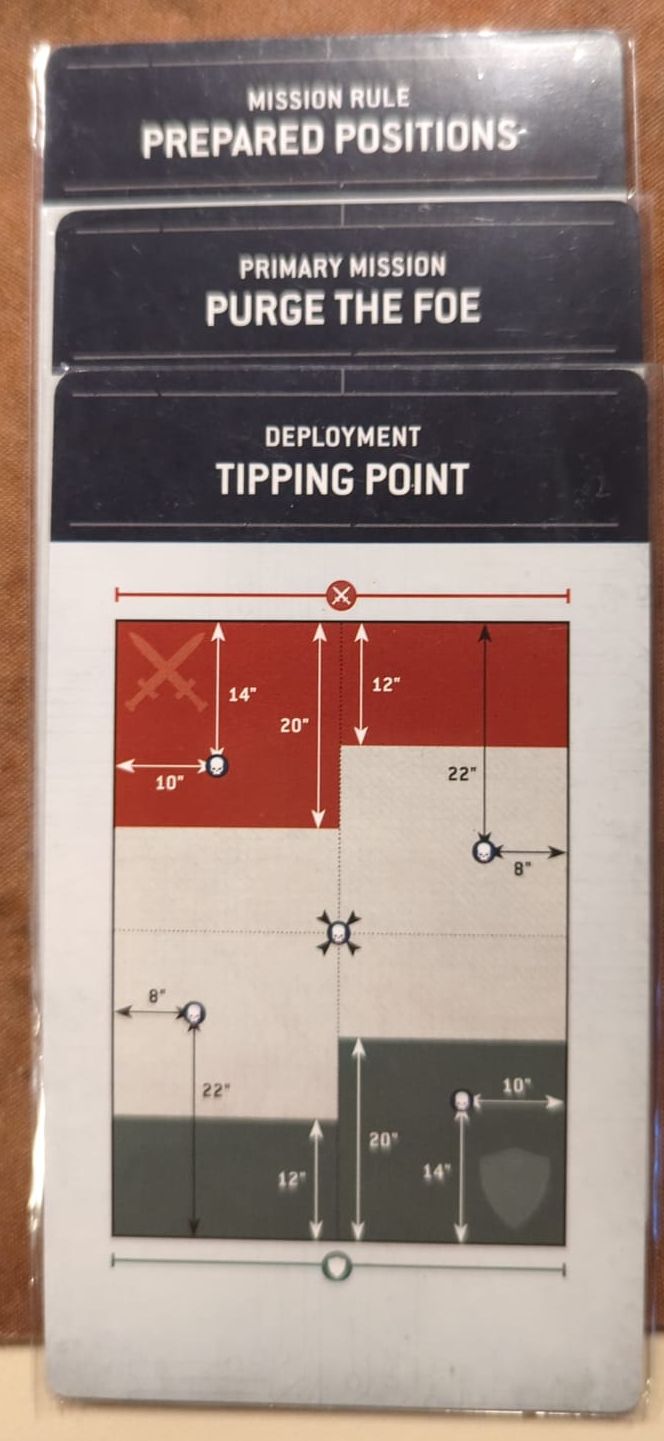 MISSION RULE
PREPARED POSITIONS
PRIMARY MISSION
PURGE THE FOE
DEPLOYMENT
TIPPING POINT
14"
12"
20"
10"
22"
8"
8"
22"
10"
20"
14"
12"